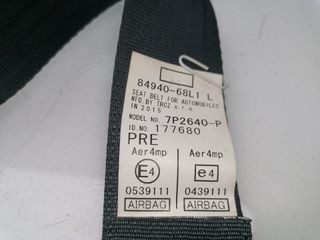 84940-68L1 L
SEAT BELT FOR AUTOMOBILES
MFD.BY TRCZ s.r.o.
IN 2015
MODEL NO. 7P2640-P
ID.NO 177680
PRE
Aer4mp Aer4mp
E4 e4
0539111 0439111
AIRBAG AIRBAG